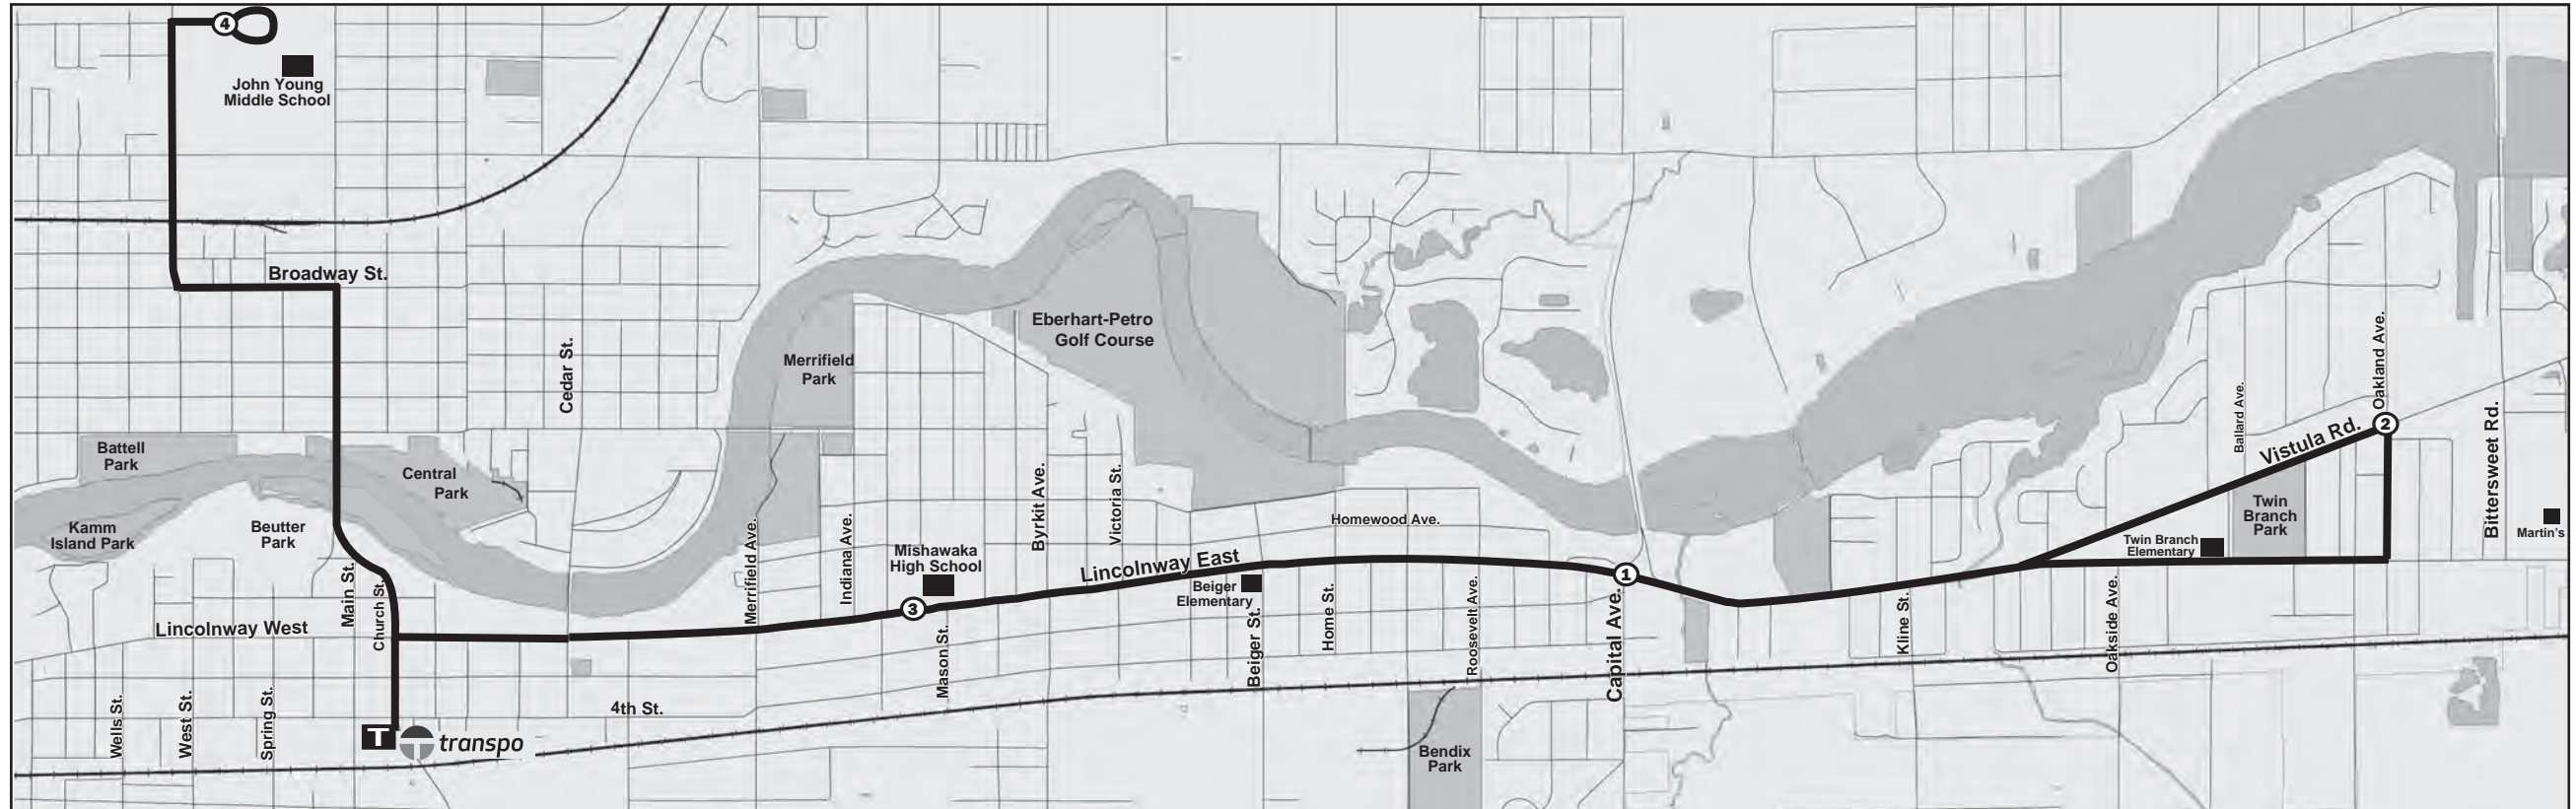 4
John Young
Middle School
Broadway St.
Cedar St.
Eberhart-Petro
Golf Course
Merrifield
Park
Battell
Park
Central
Park
Kamm
Island Park
Beutter
Park
Main St.
Church St.
Lincolnway West
Wells St.
West St.
Spring St.
T
transpo
4th St.
Merrifield Ave.
Indiana Ave.
Mishawaka
High School
3
Mason St.
Byrkit Ave.
Victoria St.
Lincolnway East
Beiger
Elementary
Beiger St.
Homewood Ave.
Home St.
Roosevelt Ave.
Bendix
Park
1
Capital Ave.
Kline St.
Oakside Ave.
Twin Branch
Elementary
Twin
Branch
Park
Ballard Ave.
Vistula Rd.
2
Oakland Ave.
Bittersweet Rd.
Martin's